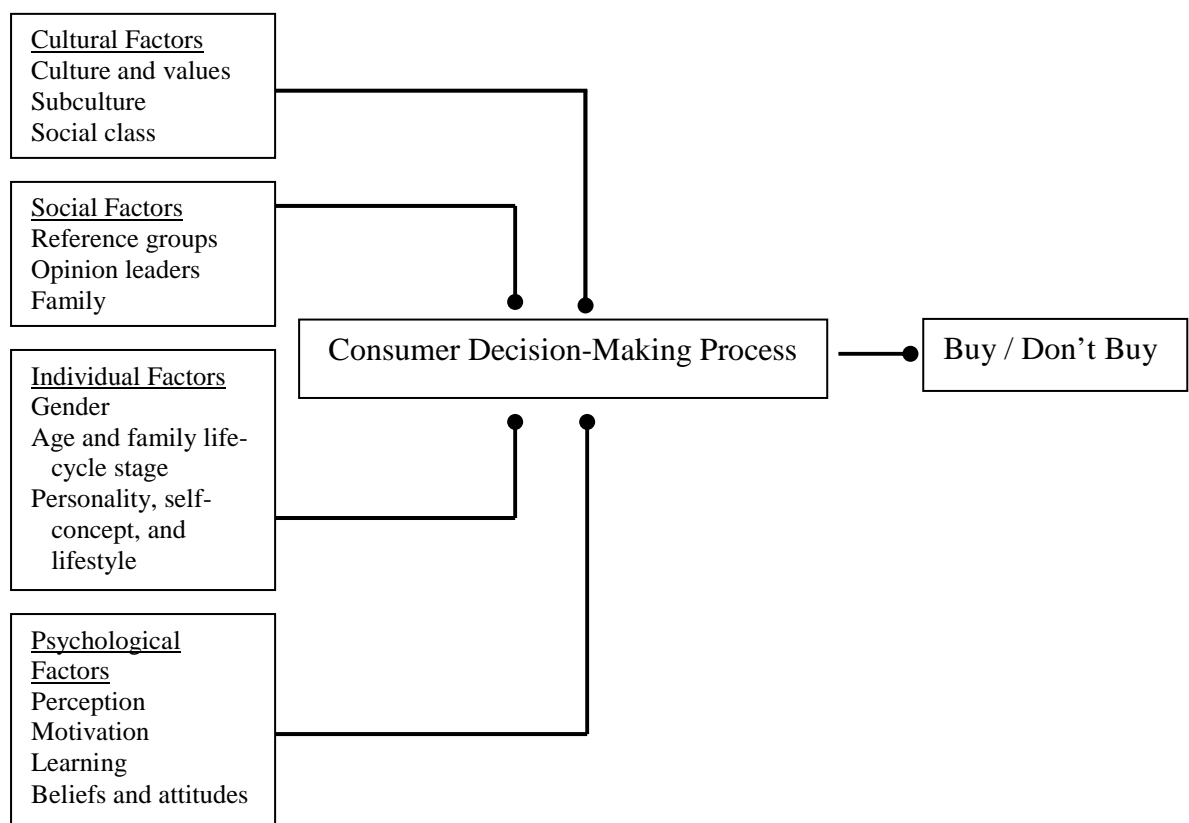 Cultural Factors
Culture and values
Subculture
Social class
Social Factors
Reference groups
Opinion leaders
Family
Individual Factors
Gender
Age and family life-
cycle stage
Personality, self-
concept, and
lifestyle
Psychological
Factors
Perception
Motivation
Learning
Beliefs and attitudes
Consumer Decision-Making Process
Buy / Don’t Buy